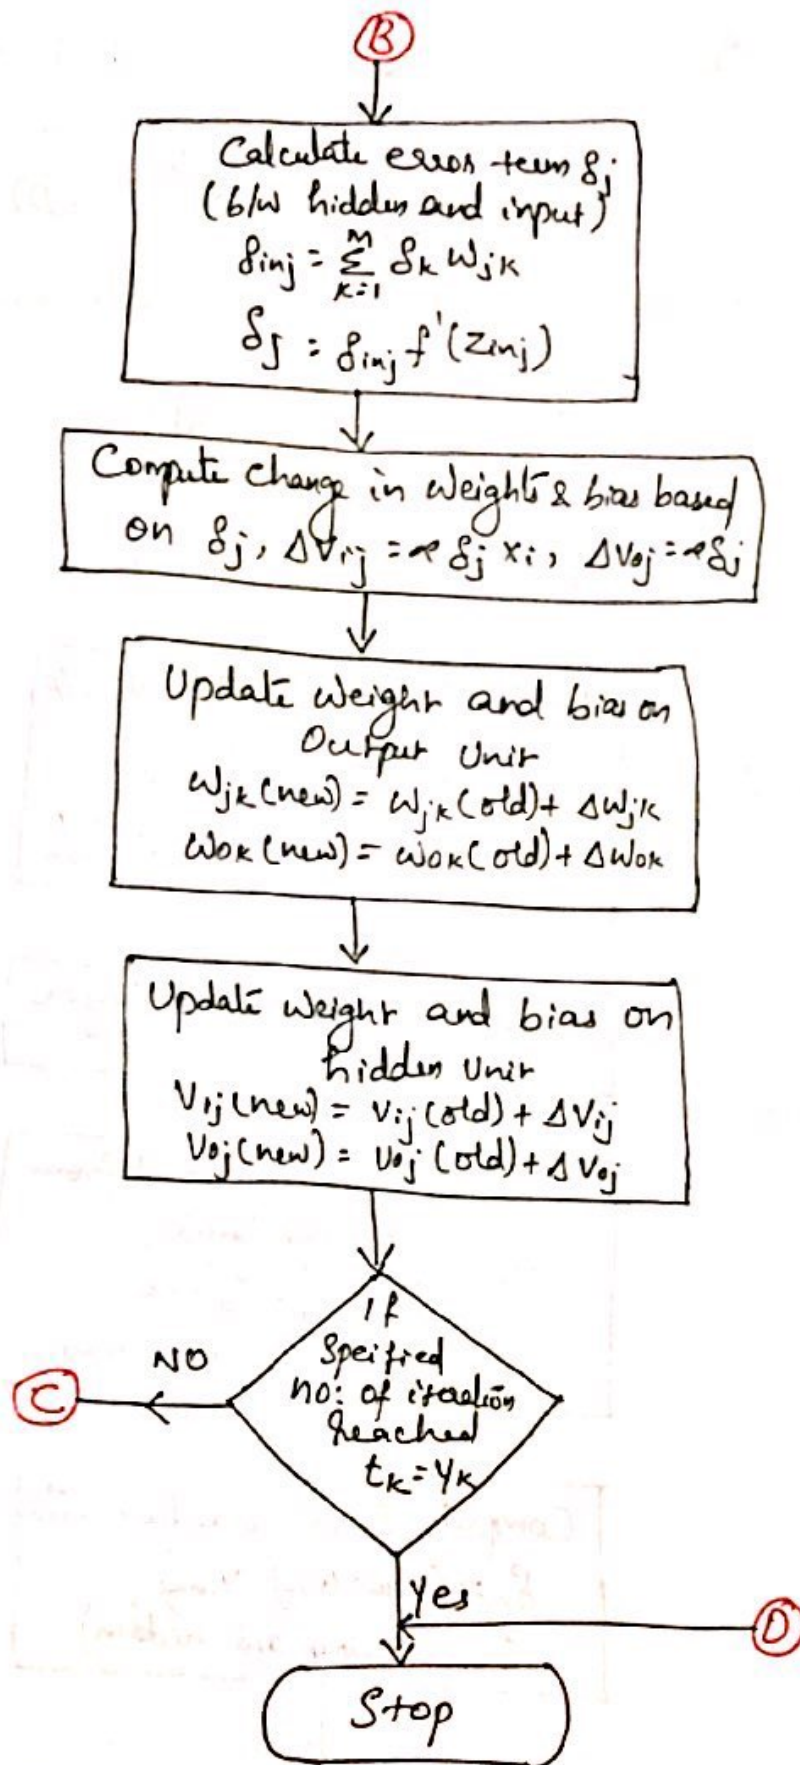 B
Calculate error term δj
(b/w hidden and input)
δinj = Σ(k=1 to m) δk wjk
δj = δinj f'(zinj)
Compute change in weights & bias based
on δj, ΔVij = α δj xi, ΔVoj = α δj
Update weight and bias on
Output Unit
wjk (new) = wjk (old) + Δwjk
wok (new) = wok (old) + Δwok
Update weight and bias on
hidden Unit
Vij (new) = Vij (old) + ΔVij
Voj (new) = Voj (old) + ΔVoj
If
Speified
no: of iteration
Reached
tk = yk
NO
C
Yes
D
Stop